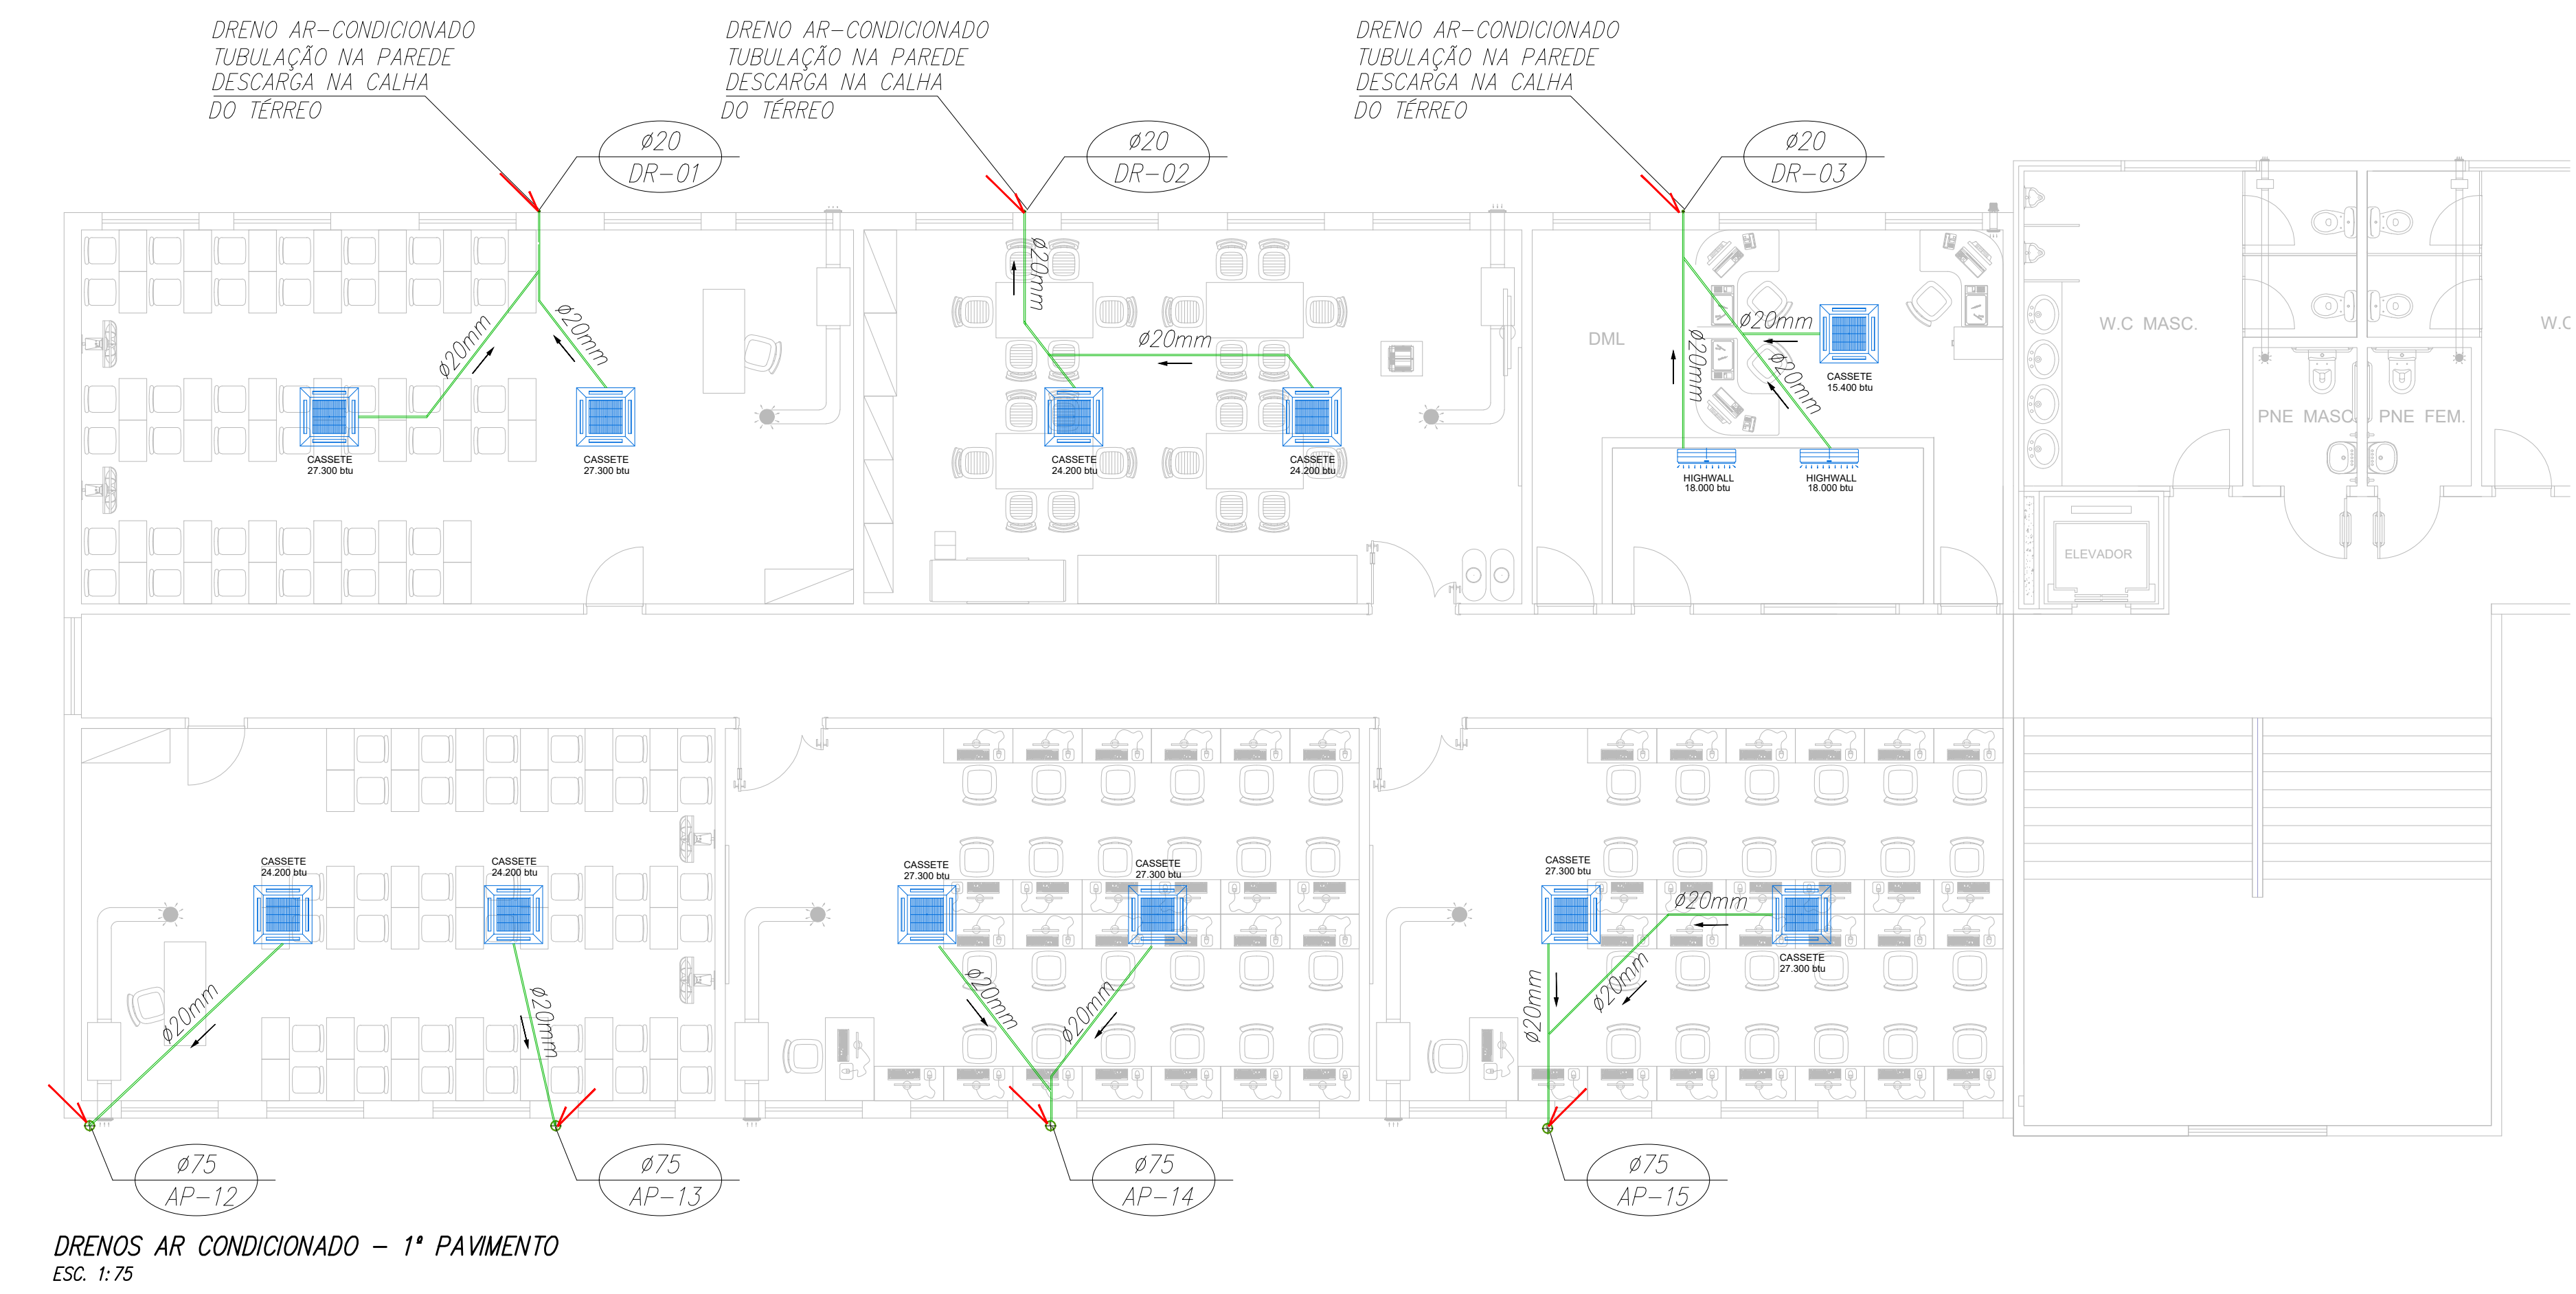 DRENO AR-CONDICIONADO
TUBULAÇÃO NA PAREDE
DESCARGA NA CALHA
DO TÉRREO
DRENO AR-CONDICIONADO
TUBULAÇÃO NA PAREDE
DESCARGA NA CALHA
DO TÉRREO
DRENO AR-CONDICIONADO
TUBULAÇÃO NA PAREDE
DESCARGA NA CALHA
DO TÉRREO
ø20
DR-01
ø20
DR-02
ø20
DR-03
ø20mm
ø20mm
ø20mm
ø20mm
ø20mm
ø20mm
ø20mm
DML
W.C MASC.
W.C
PNE MASC.
PNE FEM.
ELEVADOR
CASSETE
27.300 btu
CASSETE
27.300 btu
CASSETE
24.200 btu
CASSETE
24.200 btu
CASSETE
15.400 btu
HIGHWALL
18.000 btu
HIGHWALL
18.000 btu
CASSETE
24.200 btu
CASSETE
24.200 btu
CASSETE
27.300 btu
CASSETE
27.300 btu
CASSETE
27.300 btu
CASSETE
27.300 btu
ø20mm
ø20mm
ø20mm
ø20mm
ø20mm
ø20mm
ø20mm
ø75
AP-12
ø75
AP-13
ø75
AP-14
ø75
AP-15
DRENOS AR CONDICIONADO - 1º PAVIMENTO
ESC. 1:75